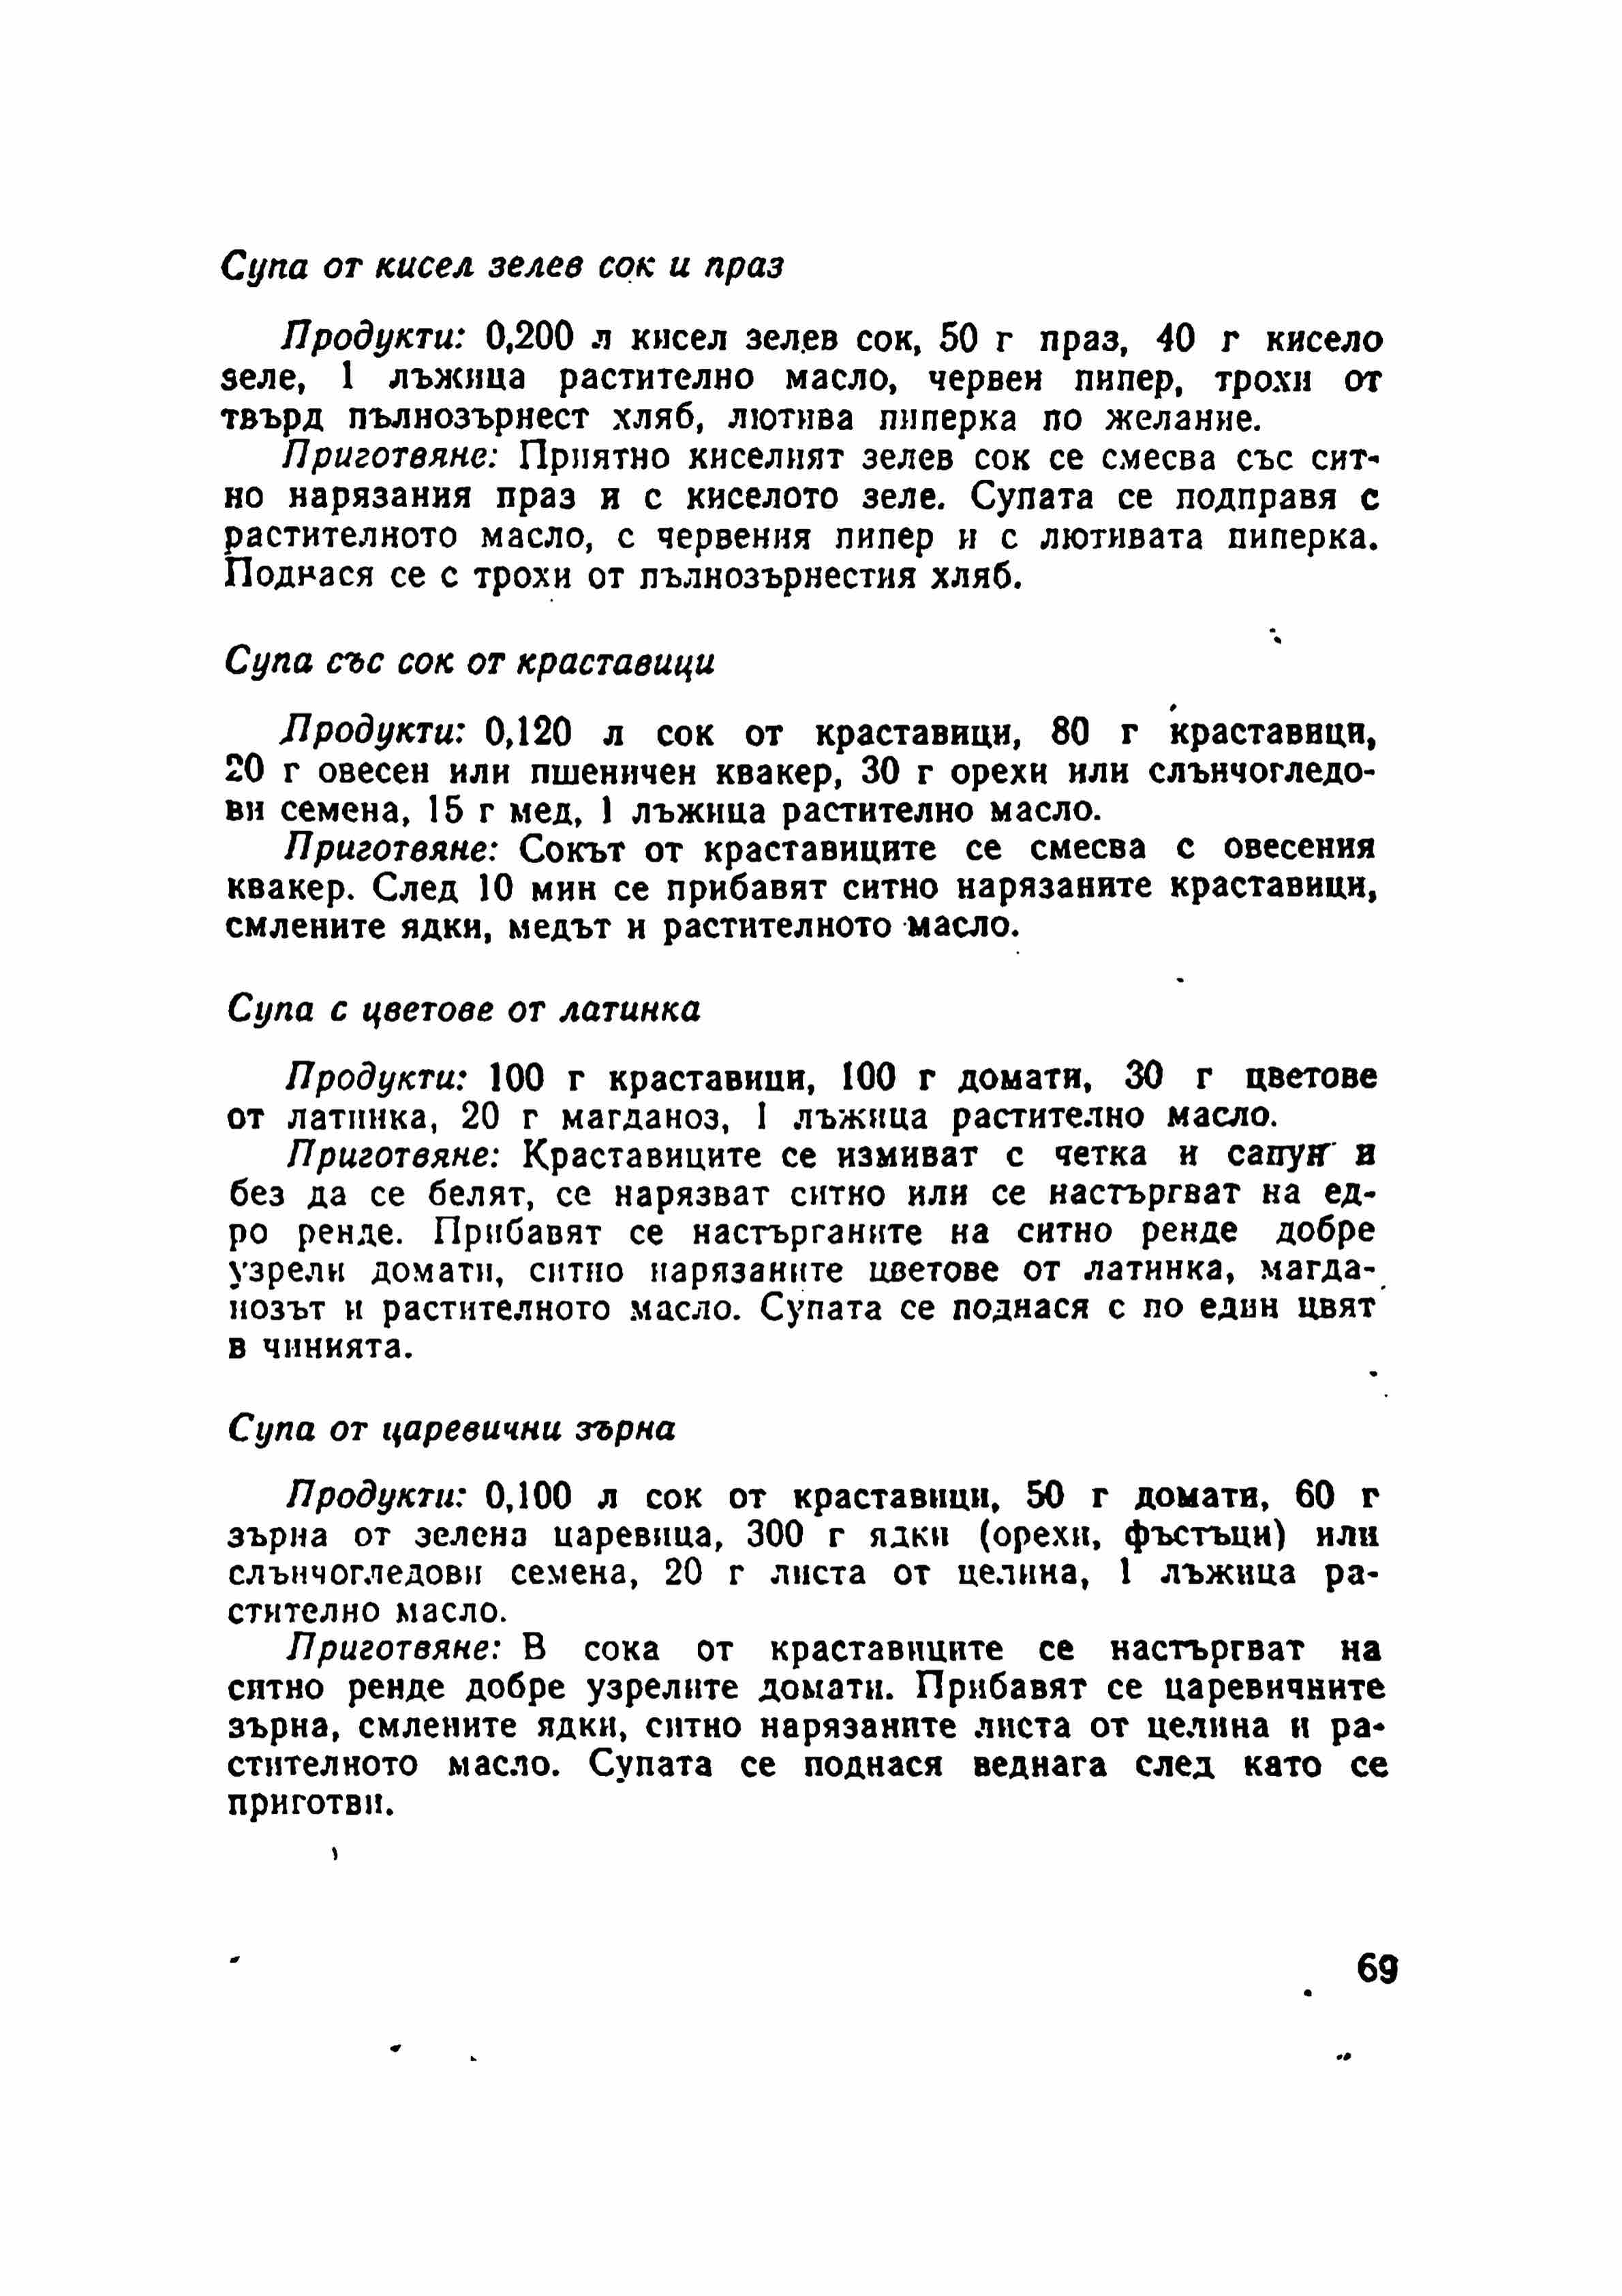 Супа от кисел зелев сок и праз
Продукти: 0,200 л кисел зелев сок, 50 г праз, 40 г кисело
зеле, 1 лъжица растително масло, червен пипер, трохи от
твърд пълнозърнест хляб, лютива пиперка по желание.
Приготвяне: Приятно киселият зелев сок се смесва със сит-
но нарязания праз и с киселото зеле. Супата се подправя с
растителното масло, с червения пипер и с лютивата пиперка.
Поднася се с трохи от пълнозърнестия хляб.
Супа със сок от краставици
Продукти: 0,120 л сок от краставици, 80 г краставици,
20 г овесен или пшеничен квакер, 30 г орехи или слънчогледо-
ви семена, 15 г мед, 1 лъжица растително масло.
Приготвяне: Сокът от краставиците се смесва с овесения
квакер. След 10 мин се прибавят ситно нарязаните краставици,
смлените ядки, медът и растителното масло.
Супа с цветове от латинка
Продукти: 100 г краставици, 100 г домати, 30 г цветове
от латинка, 20 г магданоз, 1 лъжица растително масло.
Приготвяне: Краставиците се измиват с четка и сапун и
без да се белят, се нарязват ситно или се настъргват на ед-
ро ренде. Прибавят се настърганите на ситно ренде добре
узрели домати, ситно нарязаните цветове от латинка, магда-
нозът и растителното масло. Супата се поднася с по един цвят
в чинията.
Супа от царевични зърна
Продукти: 0,100 л сок от краставици, 50 г домати, 60 г
зърна от зелена царевица, 300 г ядки (орехи, фъстъци) или
слънчогледови семена, 20 г листа от целина, 1 лъжица ра-
стително масло.
Приготвяне: В сока от краставиците се настъргват на
ситно ренде добре узрелите домати. Прибавят се царевичните
зърна, смлените ядки, ситно нарязаните листа от целина и ра-
стителното масло. Супата се поднася веднага след като се
приготви.
69